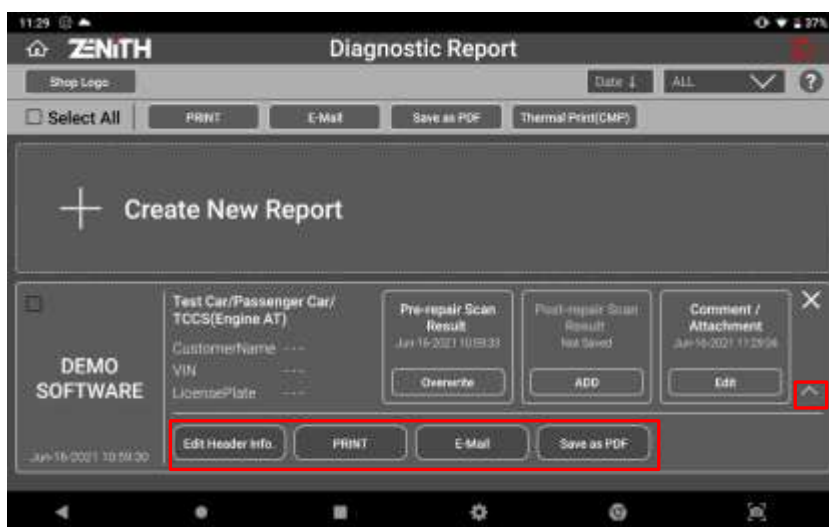 11:29
37%
ZENITH
Diagnostic Report
Shop Logo
Date ↓
ALL
?
Select All
PRINT
E-Mail
Save as PDF
Thermal Print(CMP)
+ Create New Report
DEMO
SOFTWARE
Jun-16-2021 10:59:30
Test Car/Passenger Car/
TCCS(Engine AT)
CustomerName ---
VIN ---
LicensePlate ---
Pre-repair Scan
Result
Jun-16-2021 10:59:33
Overwrite
Post-repair Scan
Result
Not Saved
ADD
Comment /
Attachment
Jun-16-2021 11:29:04
Edit
Edit Header Info.
PRINT
E-Mail
Save as PDF